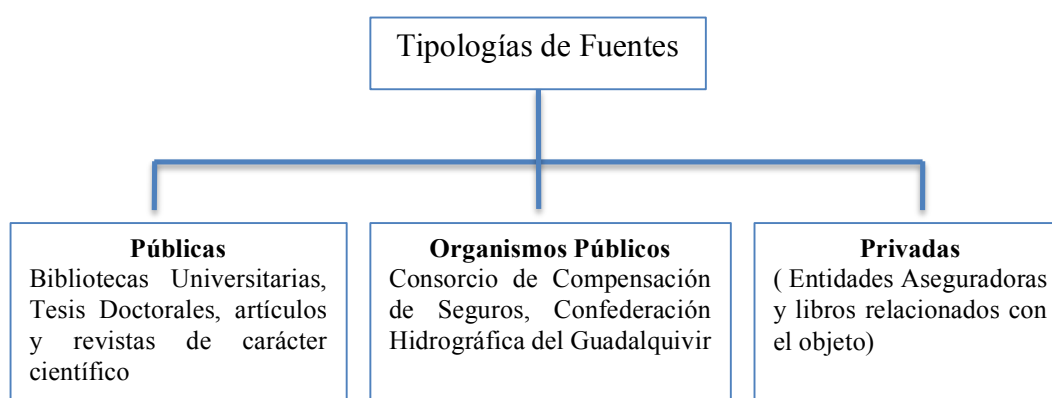 Tipologías de Fuentes
Públicas
Bibliotecas Universitarias,
Tesis Doctorales, artículos
y revistas de carácter
científico
Organismos Públicos
Consorcio de Compensación
de Seguros, Confederación
Hidrográfica del Guadalquivir
Privadas
( Entidades Aseguradoras
y libros relacionados con
el objeto)